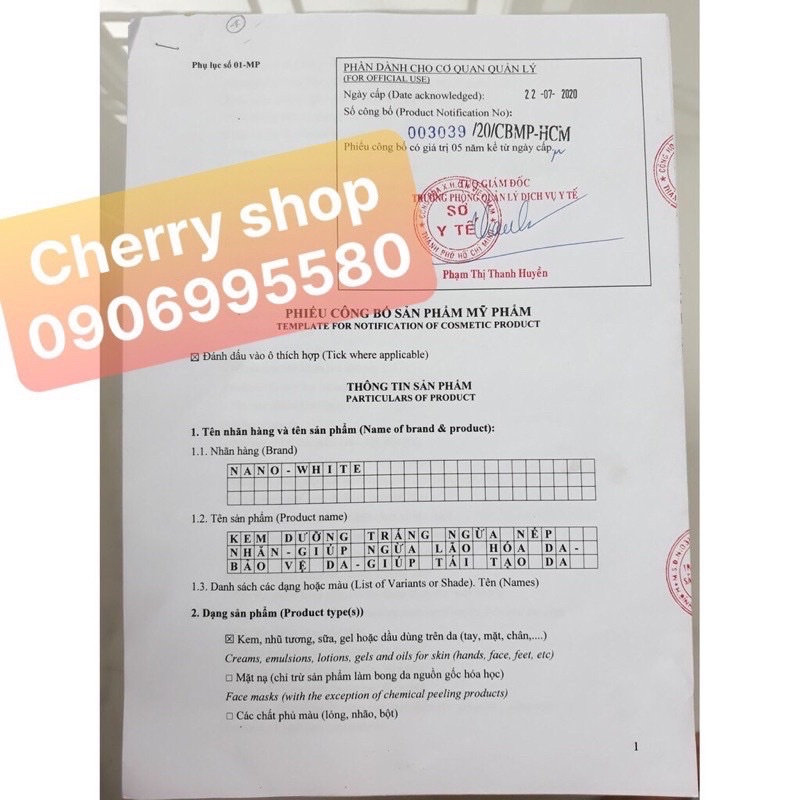 Phụ lục số 01-MP
PHẦN DÀNH CHO CƠ QUAN QUẢN LÝ
(FOR OFFICIAL USE)
Ngày cấp (Date acknowledged): 22 -07- 2020
Số công bố (Product Notification No):
003039 /20/CBMP-HCM
Phiếu công bố có giá trị 05 năm kể từ ngày cấp
TUQ GIÁM ĐỐC
TRƯỞNG PHÒNG QUẢN LÝ DỊCH VỤ Y TẾ
SỞ
Y TẾ
THÀNH PHỐ HỒ CHÍ MINH
Phạm Thị Thanh Huyền
Cherry shop
0906995580
PHIẾU CÔNG BỐ SẢN PHẨM MỸ PHẨM
TEMPLATE FOR NOTIFICATION OF COSMETIC PRODUCT
☒ Đánh dấu vào ô thích hợp (Tick where applicable)
THÔNG TIN SẢN PHẨM
PARTICULARS OF PRODUCT
1. Tên nhãn hàng và tên sản phẩm (Name of brand & product):
1.1. Nhãn hàng (Brand)
NANO-WHITE
1.2. Tên sản phẩm (Product name)
KEM DƯỠNG TRẮNG NGỪA NẾP
NHĂN-GIÚP NGỪA LÃO HÓA DA-
BẢO VỆ DA-GIÚP TÁI TẠO DA
1.3. Danh sách các dạng hoặc màu (List of Variants or Shade). Tên (Names)
2. Dạng sản phẩm (Product type(s))
☒ Kem, nhũ tương, sữa, gel hoặc dầu dùng trên da (tay, mặt, chân,....)
Creams, emulsions, lotions, gels and oils for skin (hands, face, feet, etc)
□ Mặt nạ (chỉ trừ sản phẩm làm bong da nguồn gốc hóa học)
Face masks (with the exception of chemical peeling products)
□ Các chất phủ màu (lỏng, nhão, bột)
1